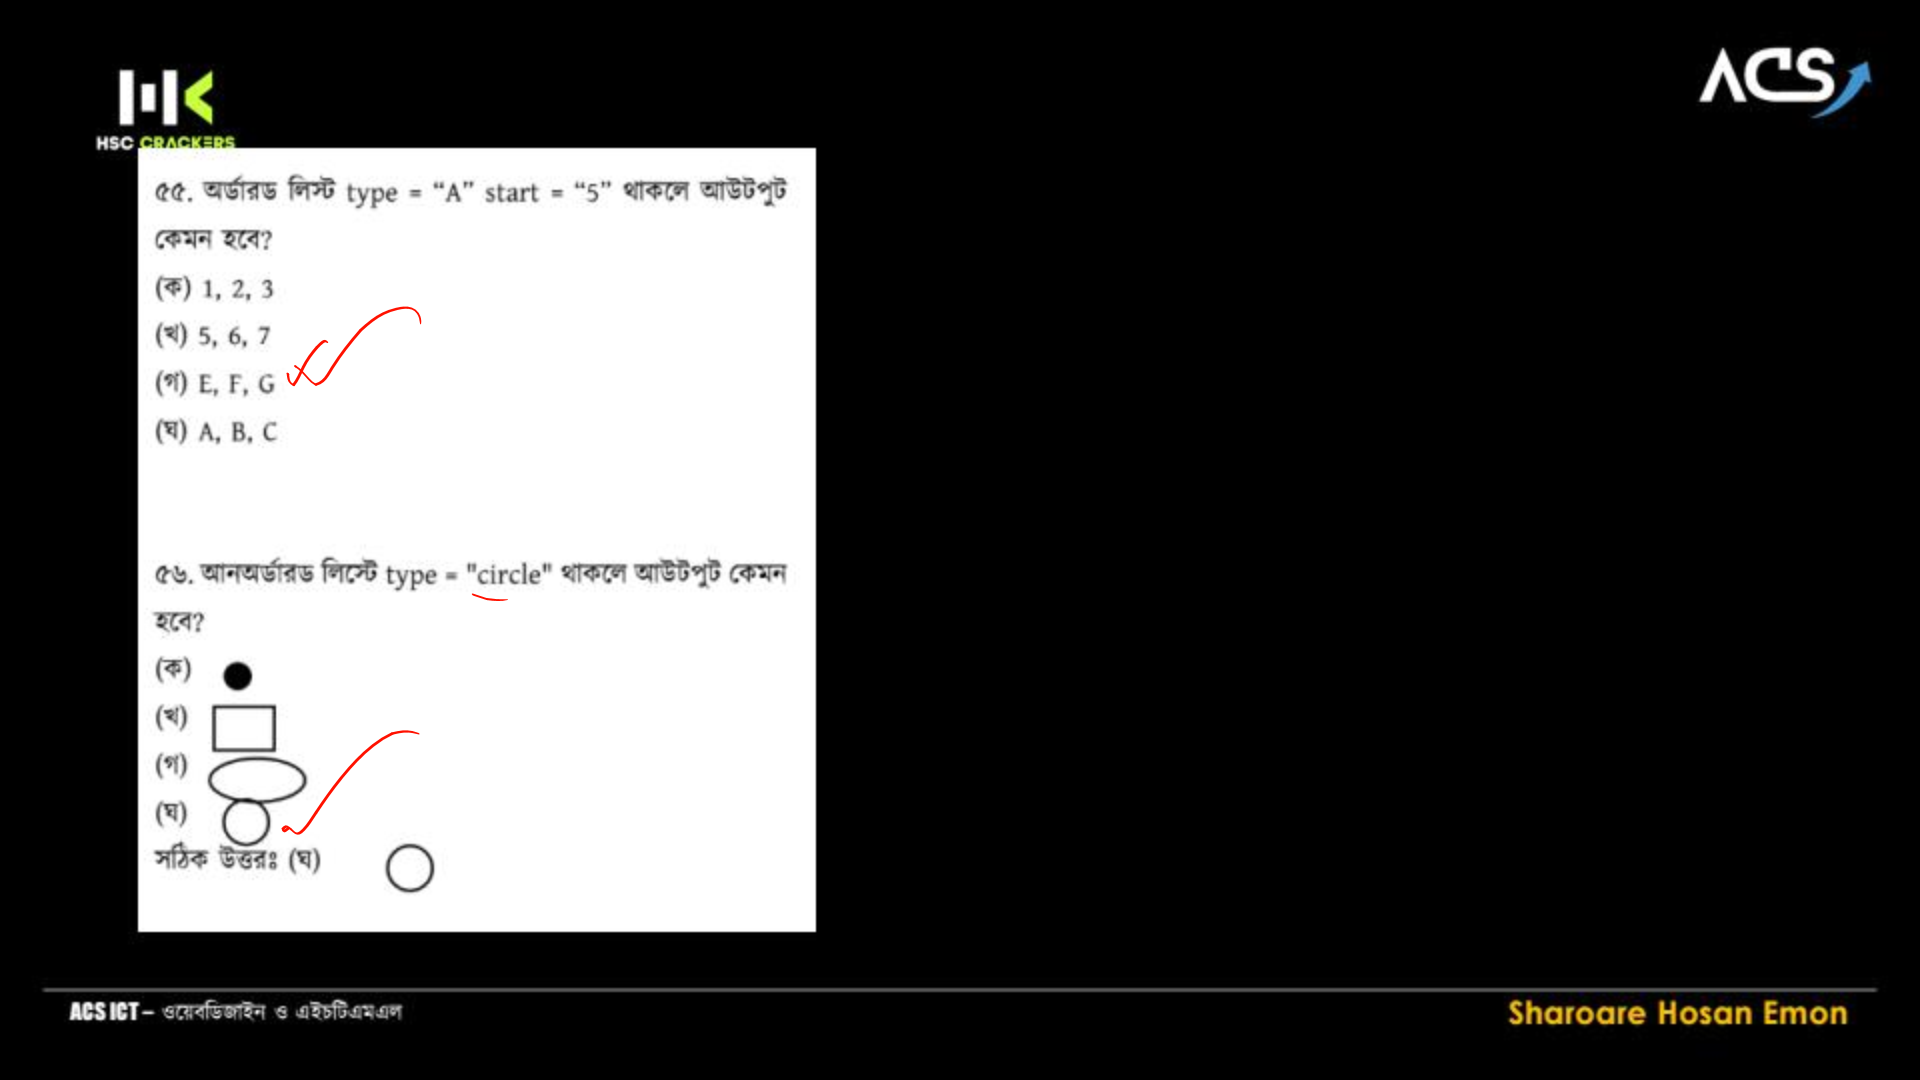 HSC CRACKERS
ACS
৫৫. অর্ডারড লিস্ট type = “A” start = “5” থাকলে আউটপুট
কেমন হবে?
(ক) 1, 2, 3
(খ) 5, 6, 7
(গ) E, F, G
(ঘ) A, B, C
৫৬. আনঅর্ডারড লিস্টে type = "circle" থাকলে আউটপুট কেমন
হবে?
(ক)
(খ)
(গ)
(ঘ)
সঠিক উত্তরঃ (ঘ)
ACS ICT – ওয়েবডিজাইন ও এইচটিএমএল
Sharoare Hosan Emon